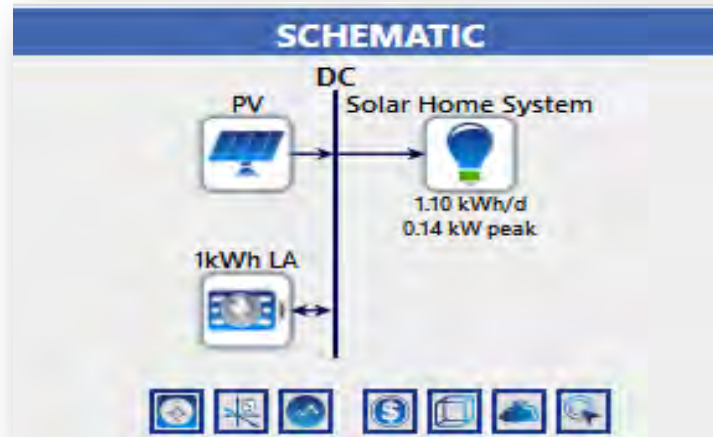 SCHEMATIC
DC
PV
Solar Home System
1.10 kWh/d
0.14 kW peak
1kWh LA